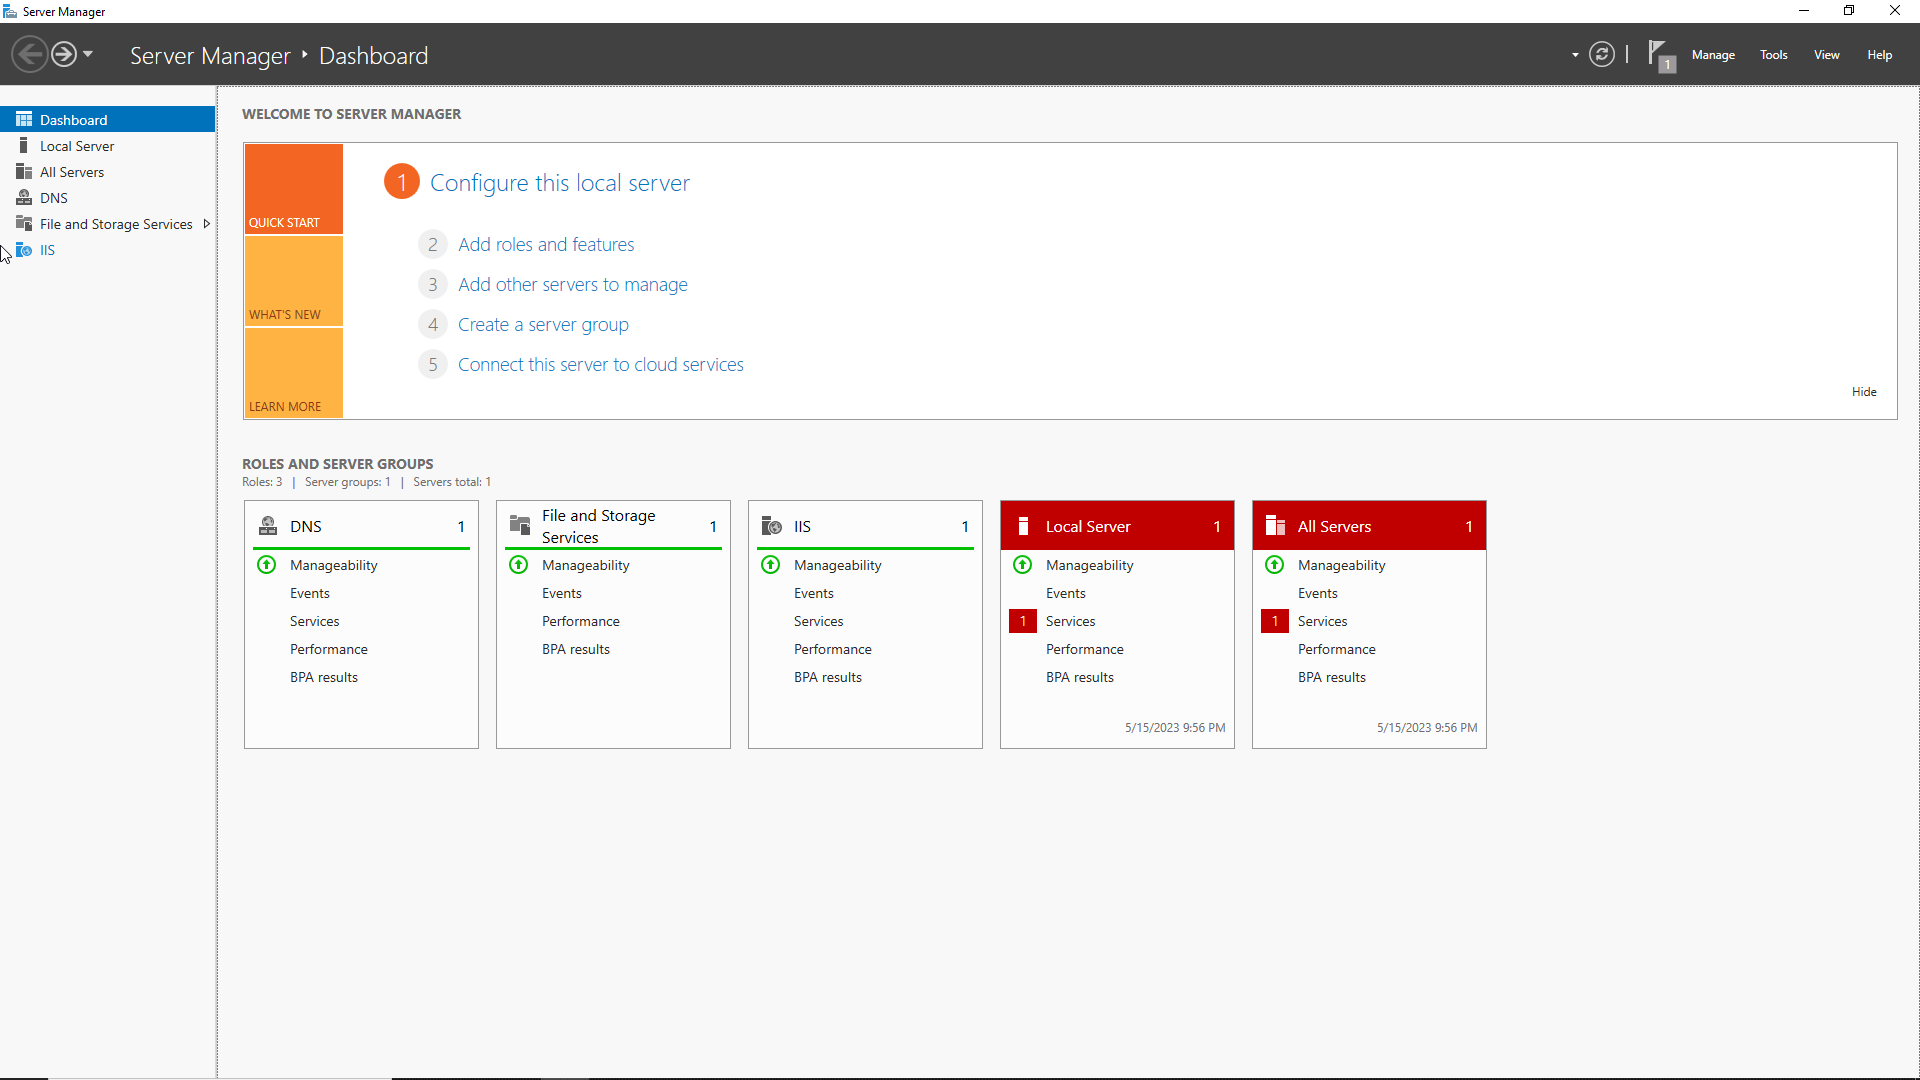 Server Manager
Server Manager ‣ Dashboard
1
Manage
Tools
View
Help
Dashboard
Local Server
All Servers
DNS
File and Storage Services
IIS
WELCOME TO SERVER MANAGER
QUICK START
WHAT'S NEW
LEARN MORE
1 Configure this local server
2 Add roles and features
3 Add other servers to manage
4 Create a server group
5 Connect this server to cloud services
Hide
ROLES AND SERVER GROUPS
Roles: 3 | Server groups: 1 | Servers total: 1
DNS 1
Manageability
Events
Services
Performance
BPA results
File and Storage
Services
1
Manageability
Events
Performance
BPA results
IIS 1
Manageability
Events
Services
Performance
BPA results
Local Server 1
Manageability
Events
1 Services
Performance
BPA results
5/15/2023 9:56 PM
All Servers 1
Manageability
Events
1 Services
Performance
BPA results
5/15/2023 9:56 PM